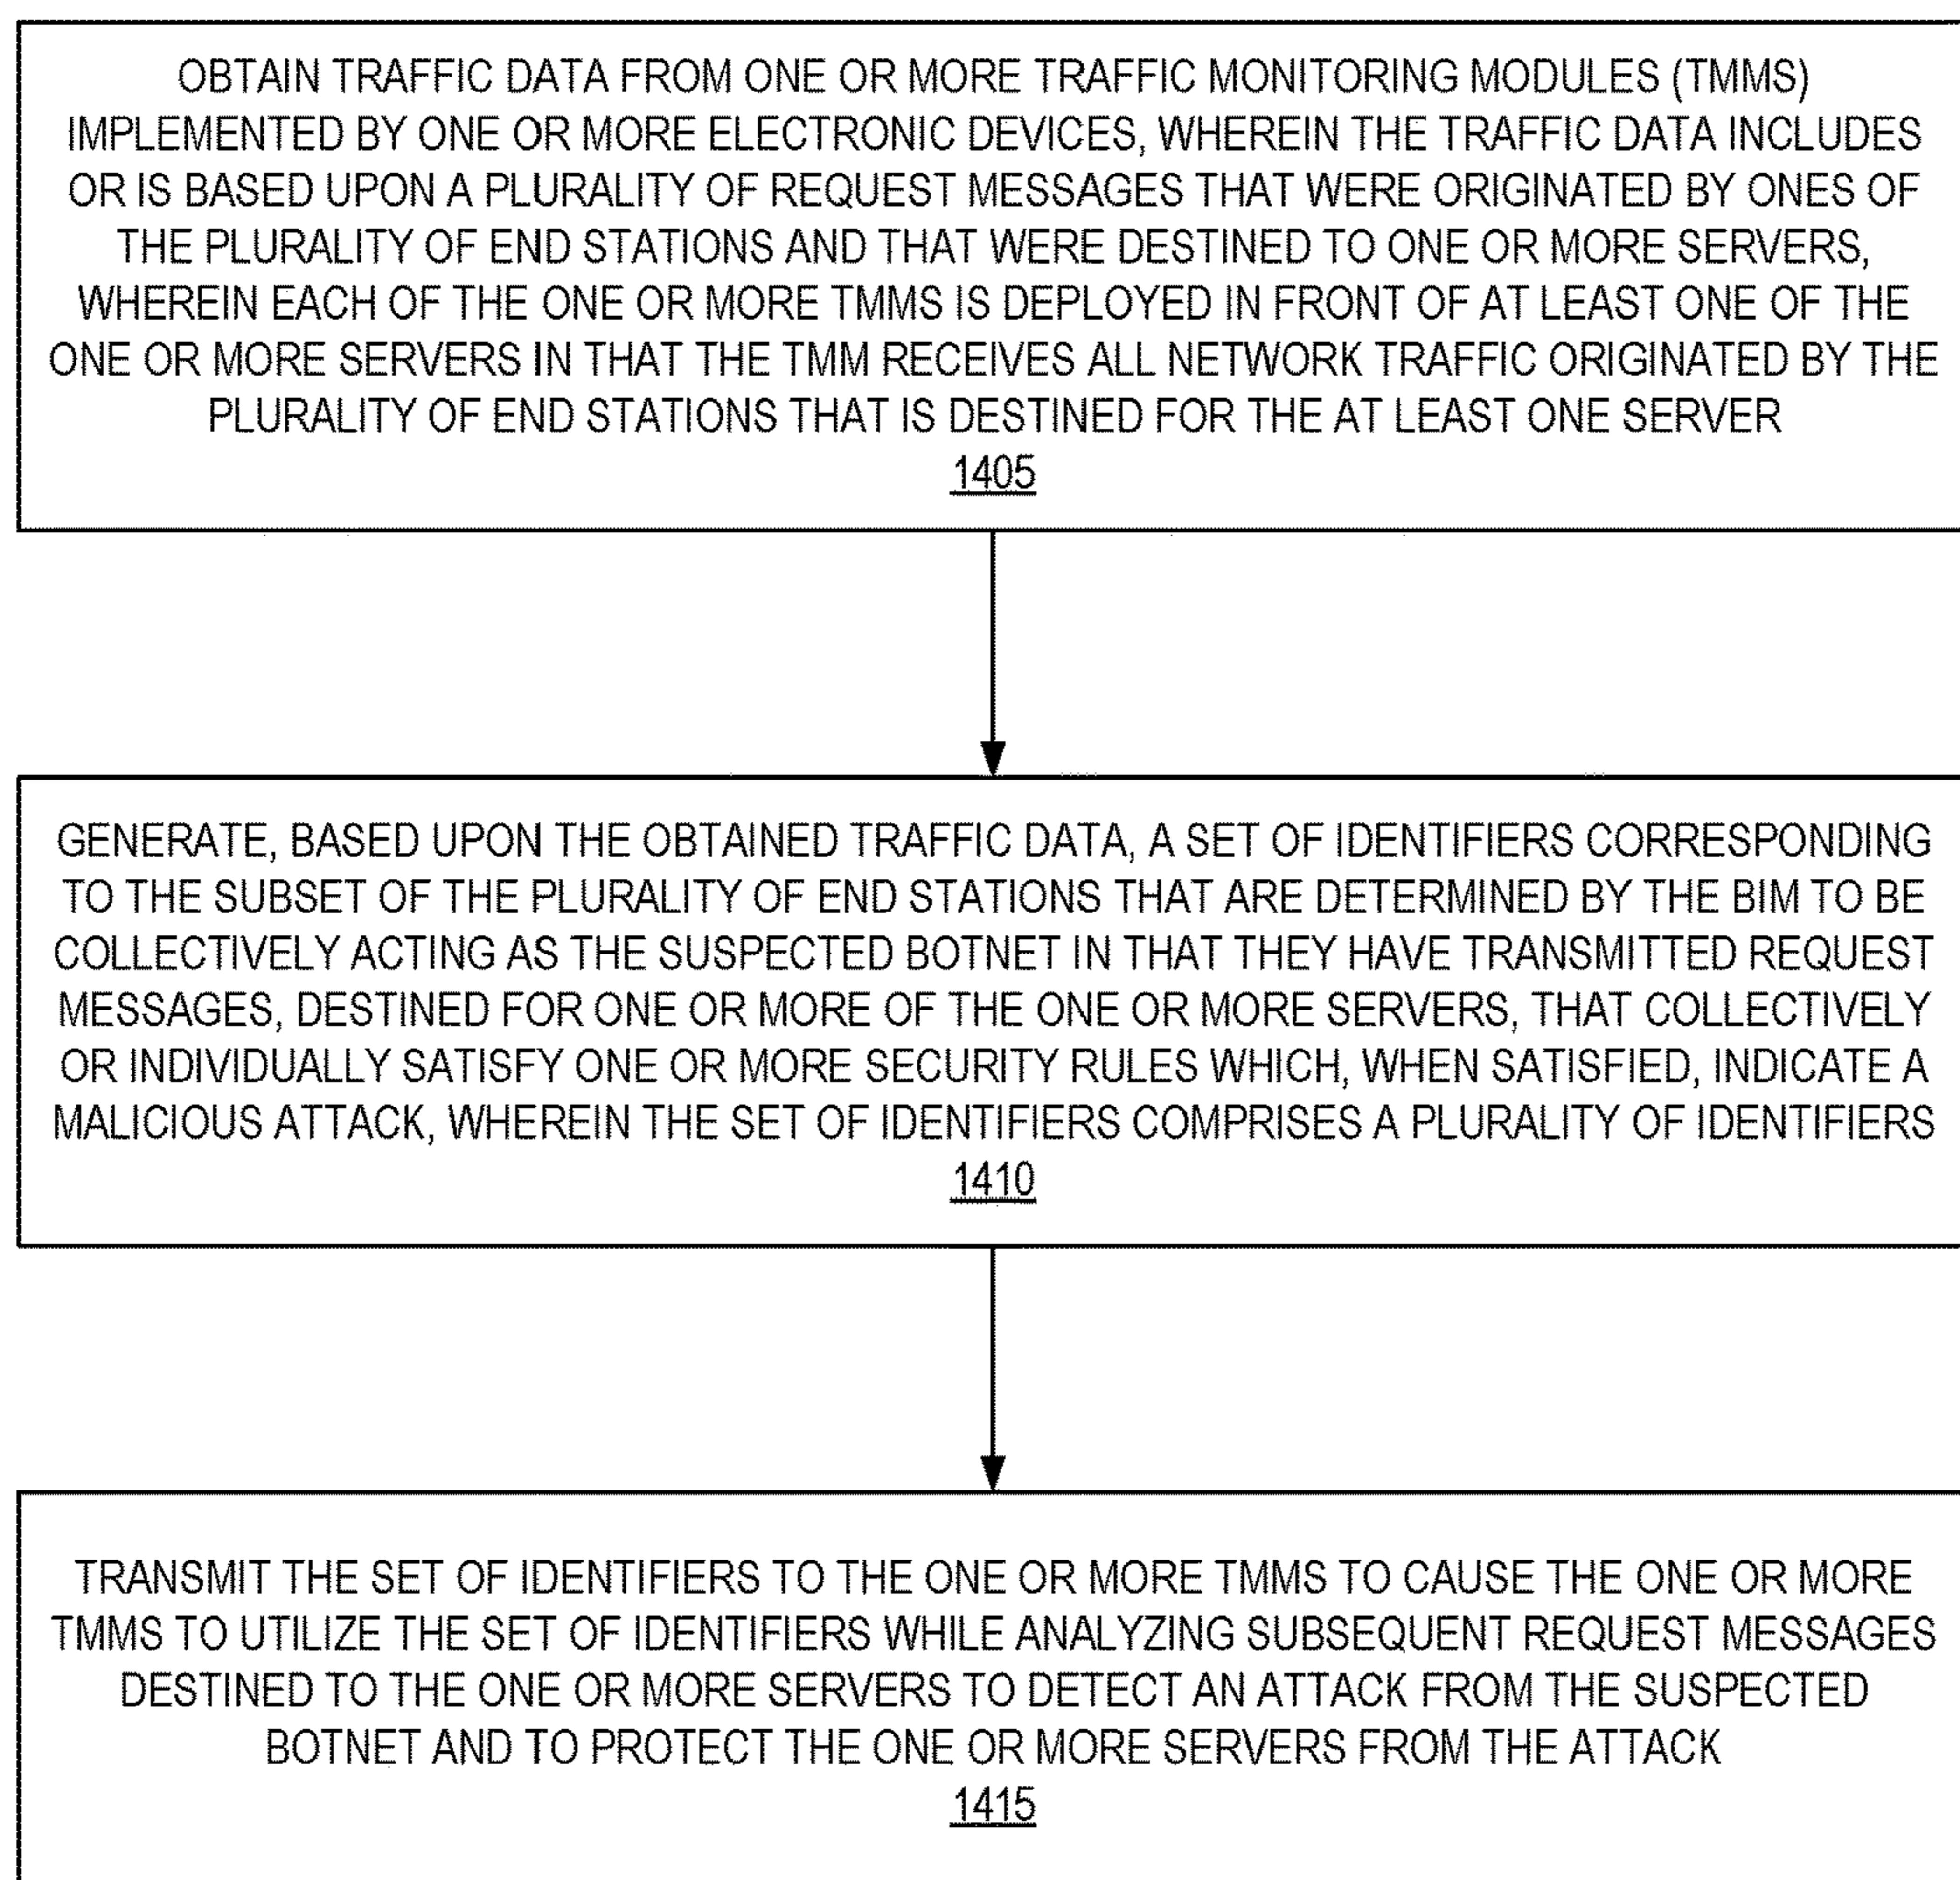 OBTAIN TRAFFIC DATA FROM ONE OR MORE TRAFFIC MONITORING MODULES (TMMS)
IMPLEMENTED BY ONE OR MORE ELECTRONIC DEVICES, WHEREIN THE TRAFFIC DATA INCLUDES
OR IS BASED UPON A PLURALITY OF REQUEST MESSAGES THAT WERE ORIGINATED BY ONES OF
THE PLURALITY OF END STATIONS AND THAT WERE DESTINED TO ONE OR MORE SERVERS,
WHEREIN EACH OF THE ONE OR MORE TMMS IS DEPLOYED IN FRONT OF AT LEAST ONE OF THE
ONE OR MORE SERVERS IN THAT THE TMM RECEIVES ALL NETWORK TRAFFIC ORIGINATED BY THE
PLURALITY OF END STATIONS THAT IS DESTINED FOR THE AT LEAST ONE SERVER
1405
GENERATE, BASED UPON THE OBTAINED TRAFFIC DATA, A SET OF IDENTIFIERS CORRESPONDING
TO THE SUBSET OF THE PLURALITY OF END STATIONS THAT ARE DETERMINED BY THE BIM TO BE
COLLECTIVELY ACTING AS THE SUSPECTED BOTNET IN THAT THEY HAVE TRANSMITTED REQUEST
MESSAGES, DESTINED FOR ONE OR MORE OF THE ONE OR MORE SERVERS, THAT COLLECTIVELY
OR INDIVIDUALLY SATISFY ONE OR MORE SECURITY RULES WHICH, WHEN SATISFIED, INDICATE A
MALICIOUS ATTACK, WHEREIN THE SET OF IDENTIFIERS COMPRISES A PLURALITY OF IDENTIFIERS
1410
TRANSMIT THE SET OF IDENTIFIERS TO THE ONE OR MORE TMMS TO CAUSE THE ONE OR MORE
TMMS TO UTILIZE THE SET OF IDENTIFIERS WHILE ANALYZING SUBSEQUENT REQUEST MESSAGES
DESTINED TO THE ONE OR MORE SERVERS TO DETECT AN ATTACK FROM THE SUSPECTED
BOTNET AND TO PROTECT THE ONE OR MORE SERVERS FROM THE ATTACK
1415